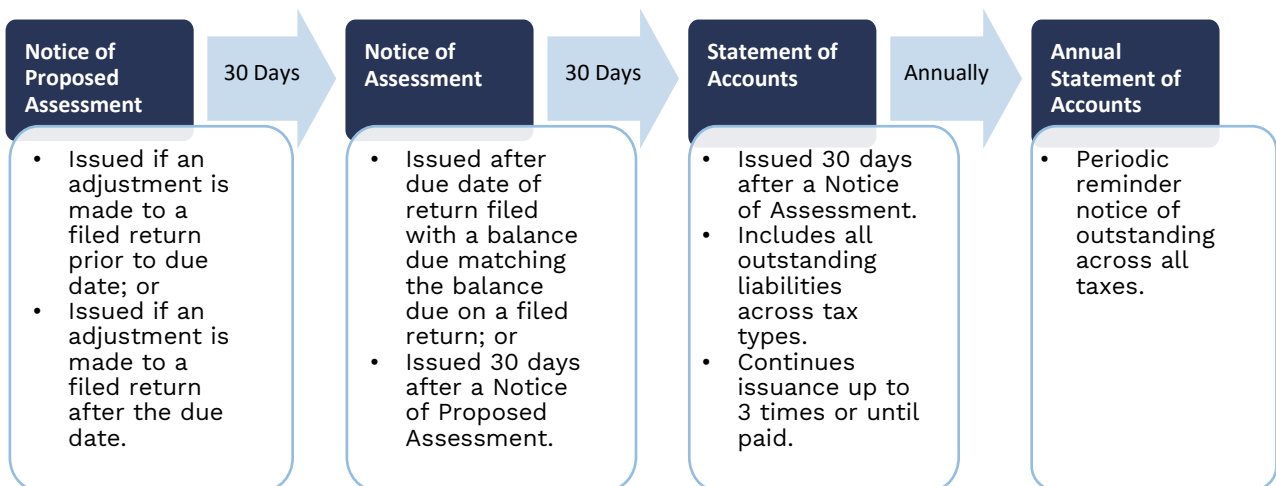 Notice of
Proposed
Assessment
30 Days
Notice of
Assessment
30 Days
Statement of
Accounts
Annually
Annual
Statement of
Accounts
• Issued if an
adjustment is
made to a
filed return
prior to due
date; or
• Issued if an
adjustment is
made to a
filed return
after the due
date.
• Issued after
due date of
return filed
with a balance
due matching
the balance
due on a filed
return; or
• Issued 30 days
after a Notice
of Proposed
Assessment.
• Issued 30 days
after a Notice
of Assessment.
• Includes all
outstanding
liabilities
across tax
types.
• Continues
issuance up to
3 times or until
paid.
• Periodic
reminder
notice of
outstanding
across all
taxes.